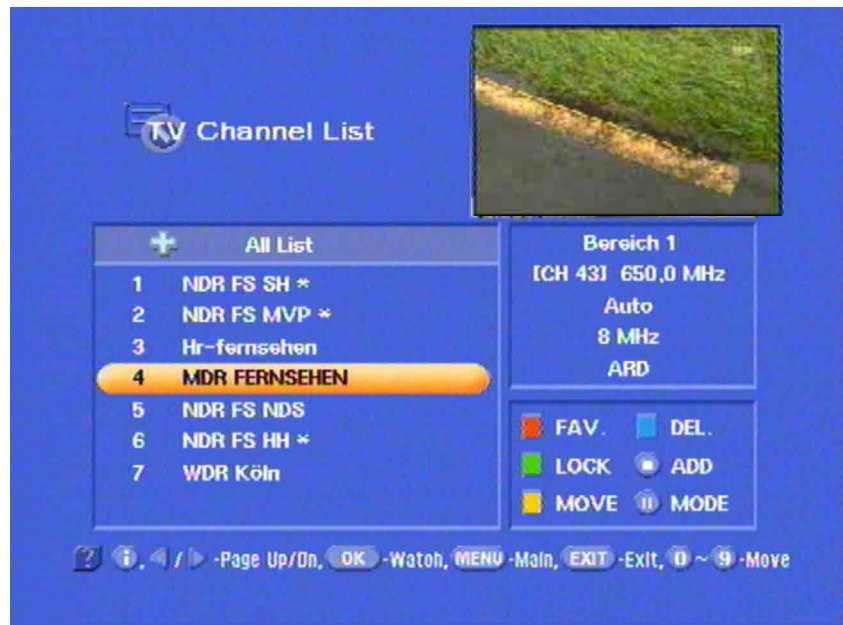 TV Channel List
All List
1 NDR FS SH *
2 NDR FS MVP *
3 Hr-fernsehen
4 MDR FERNSEHEN
5 NDR FS NDS
6 NDR FS HH *
7 WDR Köln
Bereich 1
[CH 43] 650,0 MHz
Auto
8 MHz
ARD
FAV. DEL.
LOCK ADD
MOVE MODE
? i, ◀ / ▶ -Page Up/Dn, OK -Watch, MENU -Main, EXIT -Exit, 0 ~ 9 -Move